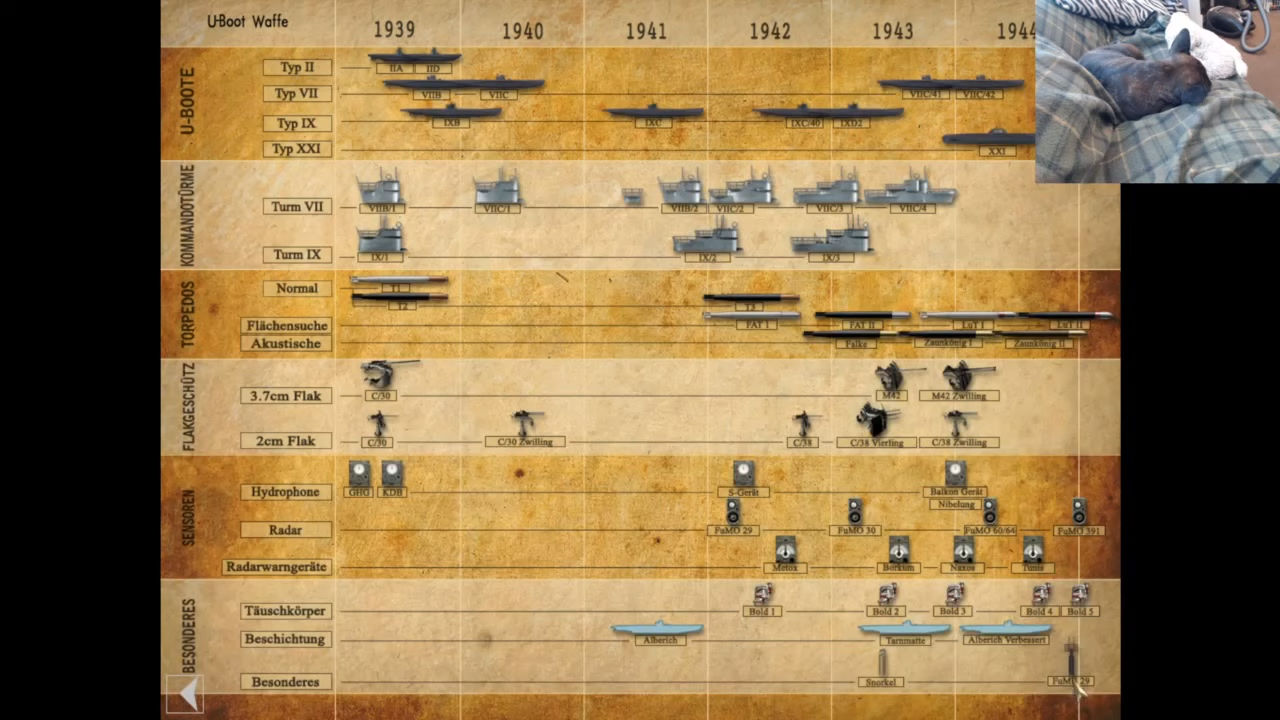 U-Boot Waffe
1939 1940 1941 1942 1943 1944
U-BOOTE
Typ II IIA IID
Typ VII VIIB VIIC VIIC/41 VIIC/42
Typ IX IXB IXC IXC/40 IXD2
Typ XXI XXI
KOMMANDOTÜRME
Turm VII VIIB/1 VIIC/1 VIIB/2 VIIC/2 VIIC/3 VIIC/4
Turm IX IX/1 IX/2 IX/3
TORPEDOS
Normal T1 T2 T3
Flächensuche FAT I FAT II LuT I LuT II
Akustische Falke Zaunkönig I Zaunkönig II
FLAKGESCHÜTZ
3.7cm Flak C/30 M42 M42 Zwilling
2cm Flak C/30 C/30 Zwilling C/38 C/38 Vierling C/38 Zwilling
SENSOREN
Hydrophone GHG KDB S-Gerät Balkon Gerät
Nibelung
Radar FuMO 29 FuMO 30 FuMO 60/64 FuMO 391
Radarwarngeräte Metox Borkum Naxos Tunis
BESONDERES
Täuschkörper Bold 1 Bold 2 Bold 3 Bold 4 Bold 5
Beschichtung Alberich Tarnmatte Alberich Verbessert
Besonderes Snorkel